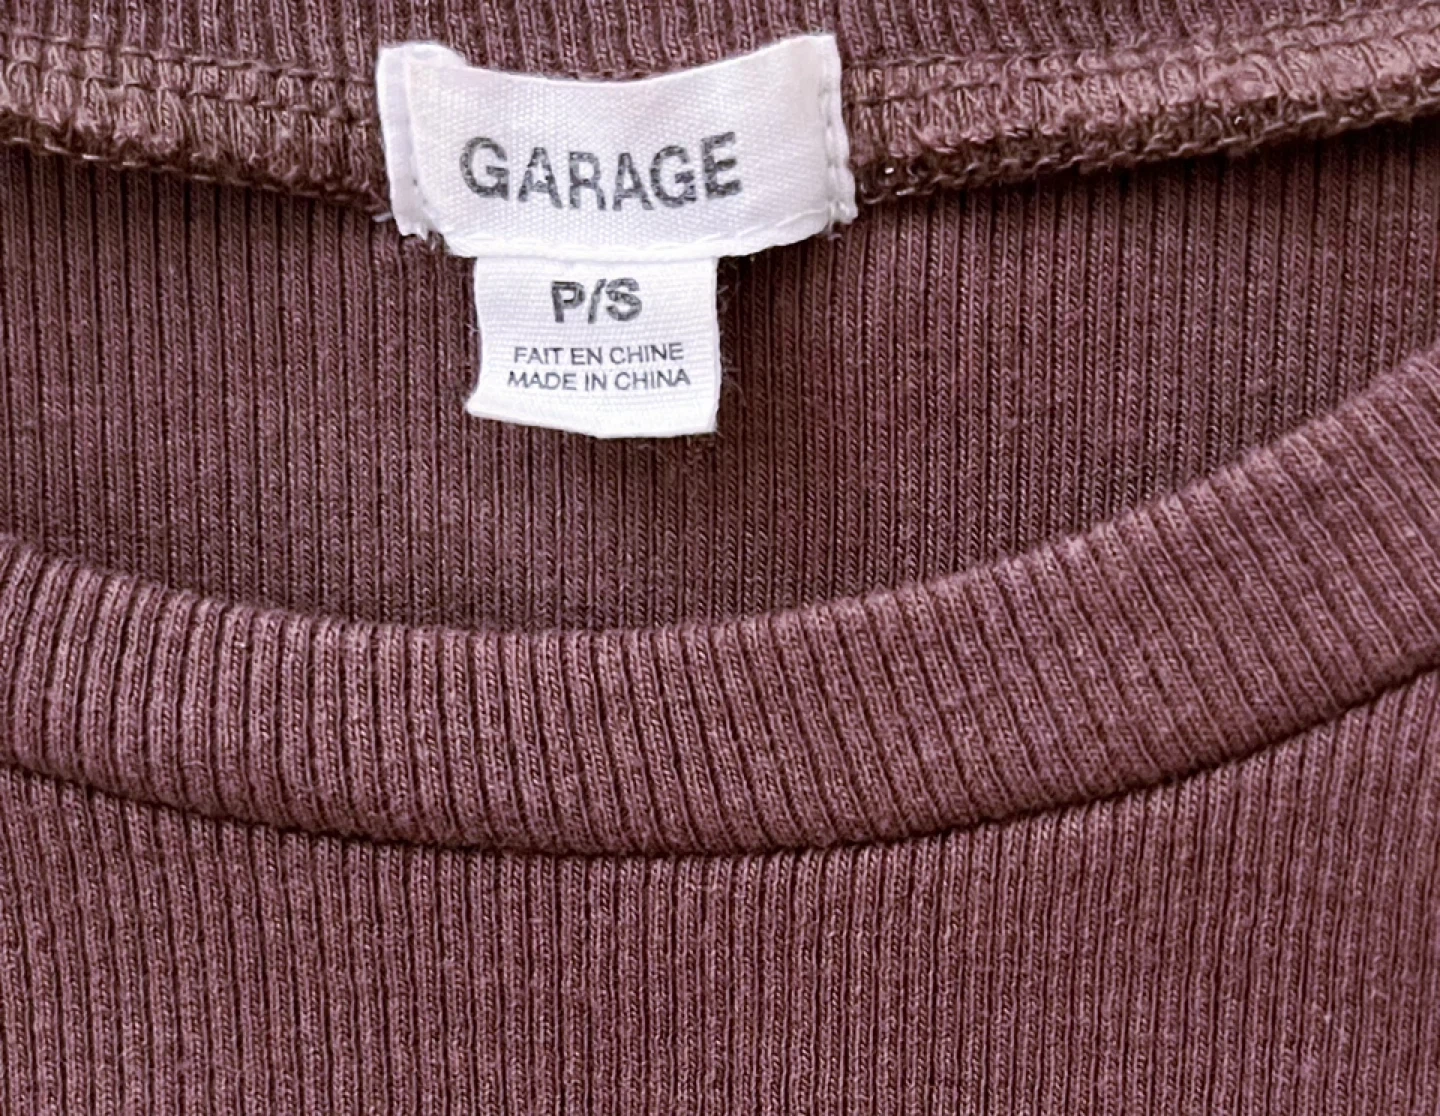 GARAGE
P/S
FAIT EN CHINE
MADE IN CHINA